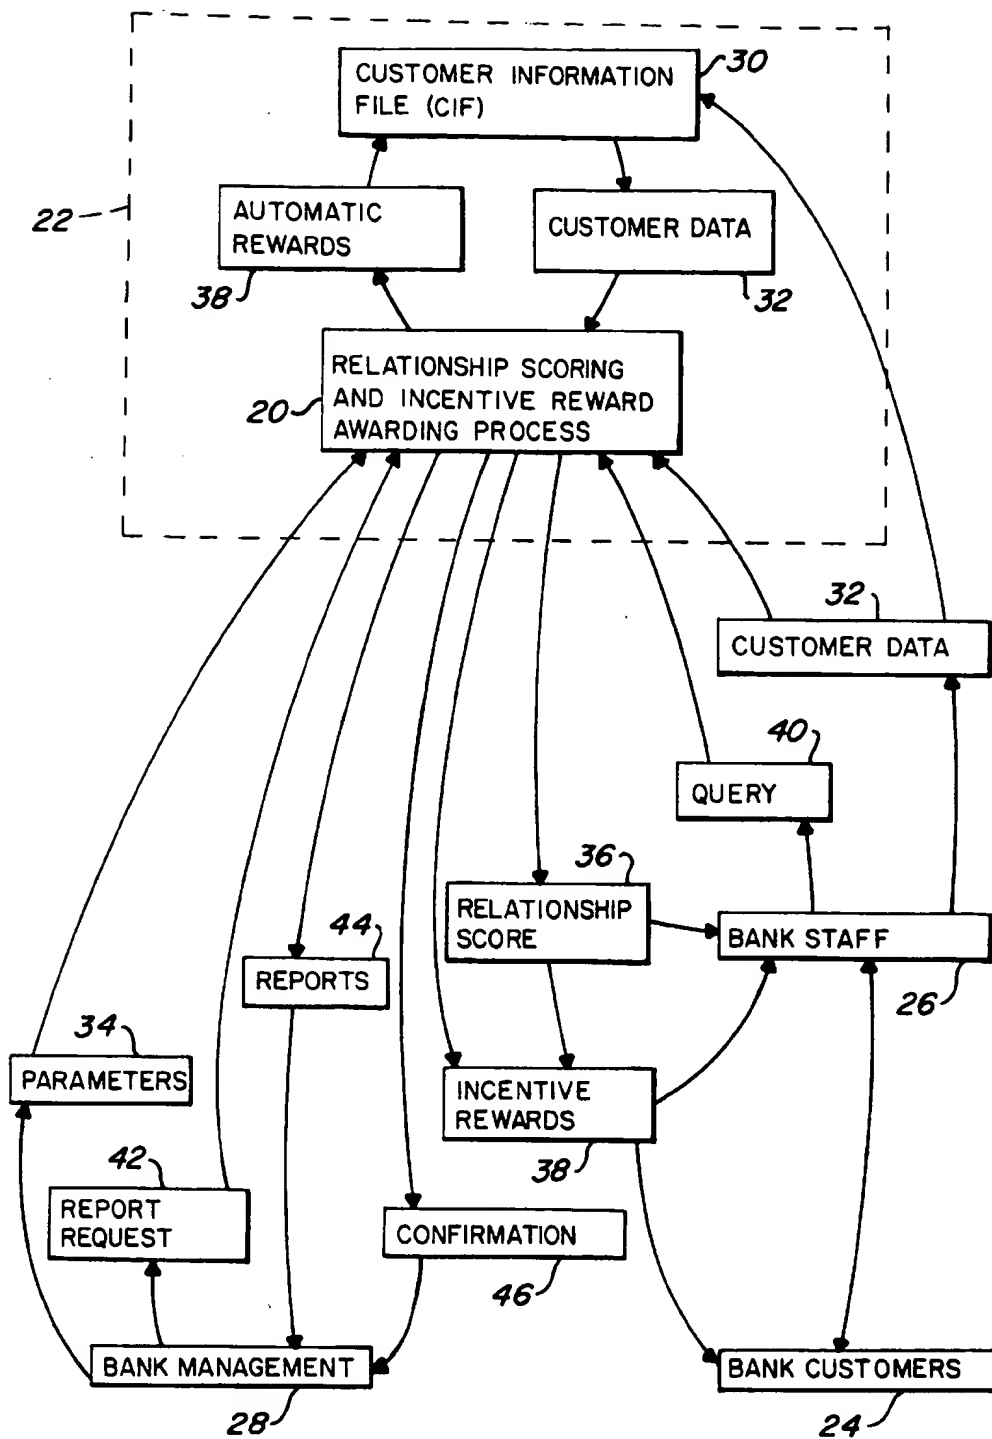 CUSTOMER INFORMATION
FILE (CIF)
30
22
AUTOMATIC
REWARDS
38
CUSTOMER DATA
32
RELATIONSHIP SCORING
AND INCENTIVE REWARD
AWARDING PROCESS
20
32
CUSTOMER DATA
40
QUERY
36
RELATIONSHIP
SCORE
BANK STAFF
26
44
REPORTS
34
PARAMETERS
INCENTIVE
REWARDS
38
42
REPORT
REQUEST
CONFIRMATION
46
BANK MANAGEMENT
28
BANK CUSTOMERS
24